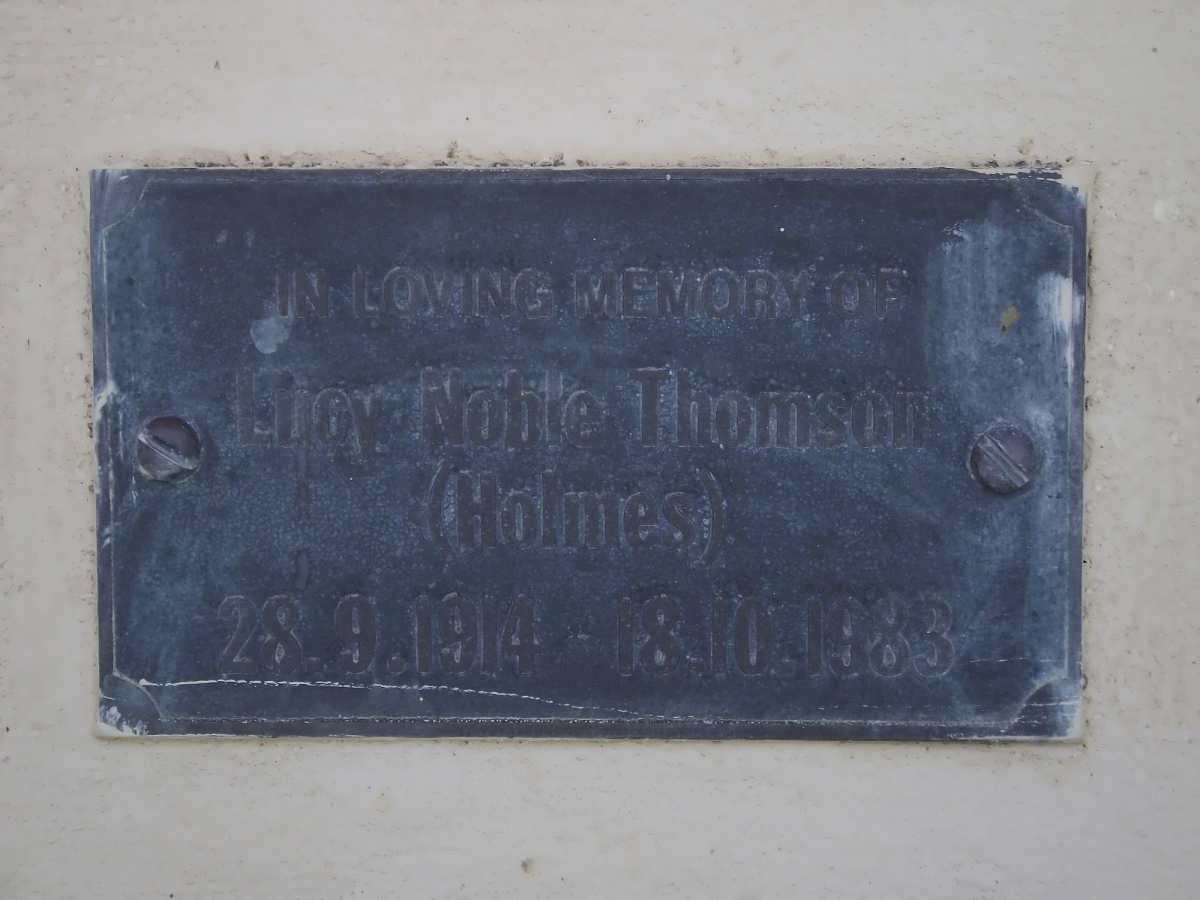 IN LOVING MEMORY OF
Lucy Noble Thomson
(Holmes)
28.9.1914 - 18.10.1983